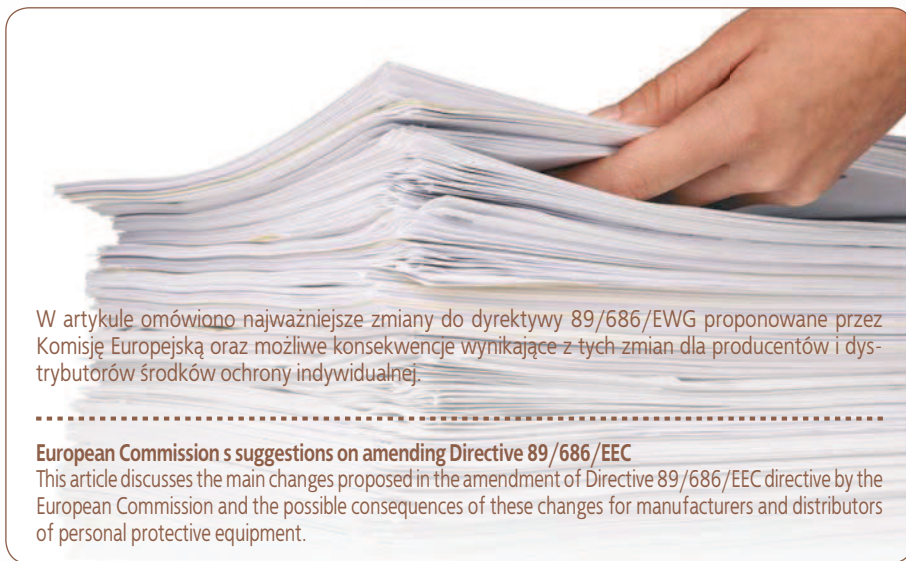 W artykule omówiono najważniejsze zmiany do dyrektywy 89/686/EWG proponowane przez
Komisję Europejską oraz możliwe konsekwencje wynikające z tych zmian dla producentów i dys-
trybutorów środków ochrony indywidualnej.
European Commission s suggestions on amending Directive 89/686/EEC
This article discusses the main changes proposed in the amendment of Directive 89/686/EEC directive by the
European Commission and the possible consequences of these changes for manufacturers and distributors
of personal protective equipment.